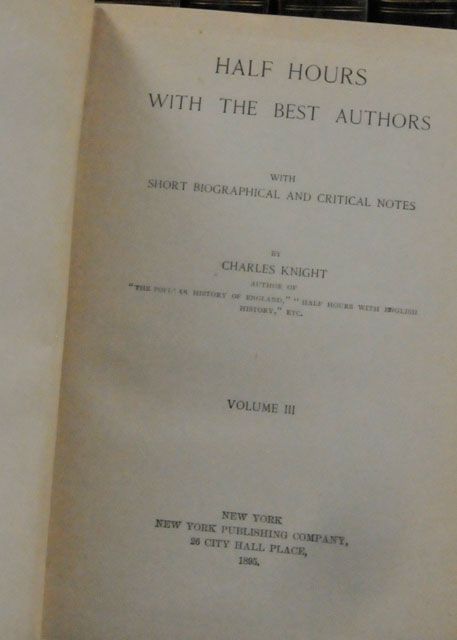 HALF HOURS
WITH THE BEST AUTHORS
WITH
SHORT BIOGRAPHICAL AND CRITICAL NOTES
BY
CHARLES KNIGHT
AUTHOR OF
"THE POPULAR HISTORY OF ENGLAND," "HALF HOURS WITH ENGLISH
HISTORY," ETC.
VOLUME III
NEW YORK
NEW YORK PUBLISHING COMPANY,
26 CITY HALL PLACE,
1895.